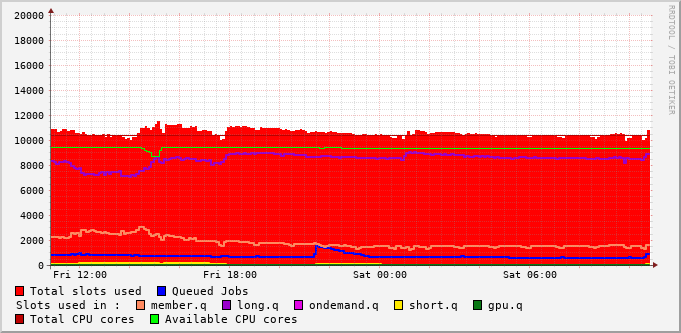 20000
18000
16000
14000
12000
10000
8000
6000
4000
2000
0
Fri 12:00 Fri 18:00 Sat 00:00 Sat 06:00
RRDTOOL / TOBI OETIKER
Total slots used Queued Jobs
Slots used in : member.q long.q ondemand.q short.q gpu.q
Total CPU cores Available CPU cores